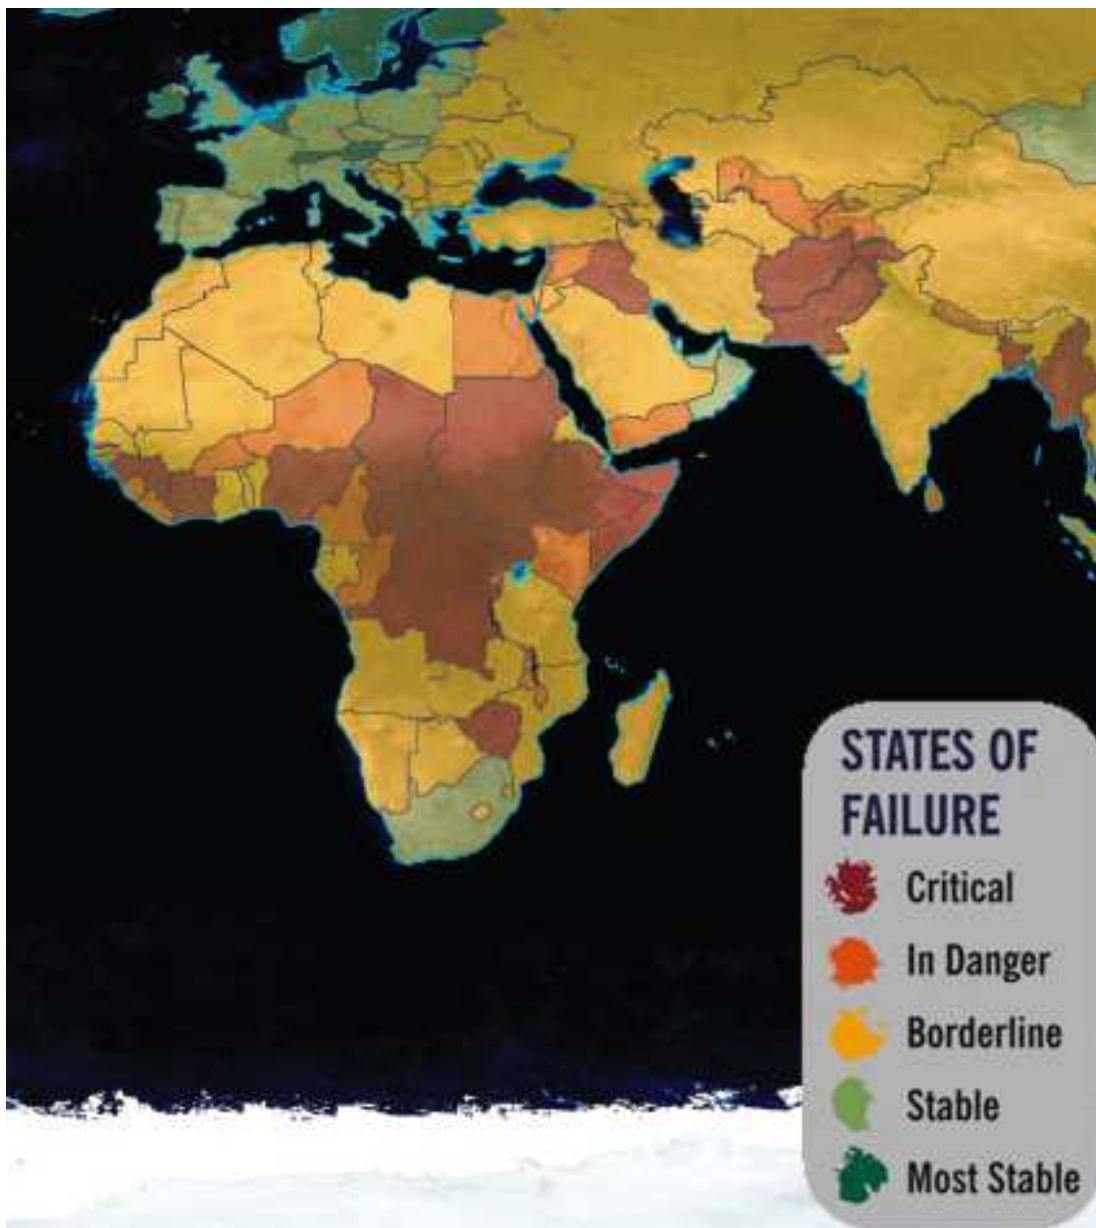 STATES OF
FAILURE
Critical
In Danger
Borderline
Stable
Most Stable